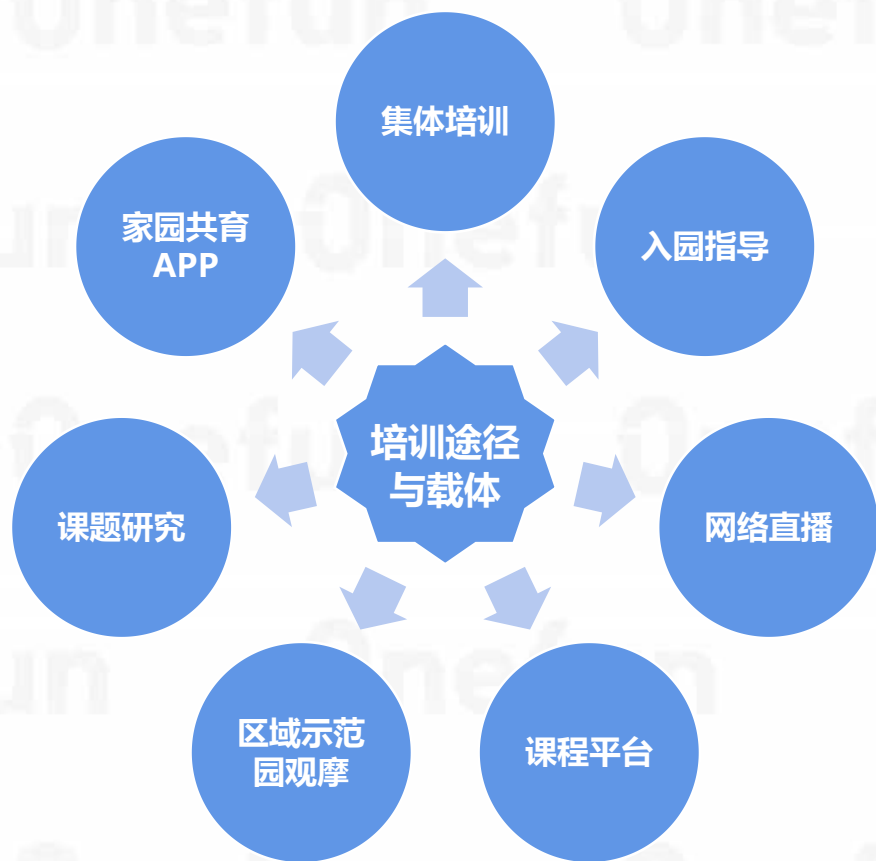 Onefun
集体培训
家园共育
APP
入园指导
培训途径
与载体
课题研究
网络直播
区域示范
园观摩
课程平台